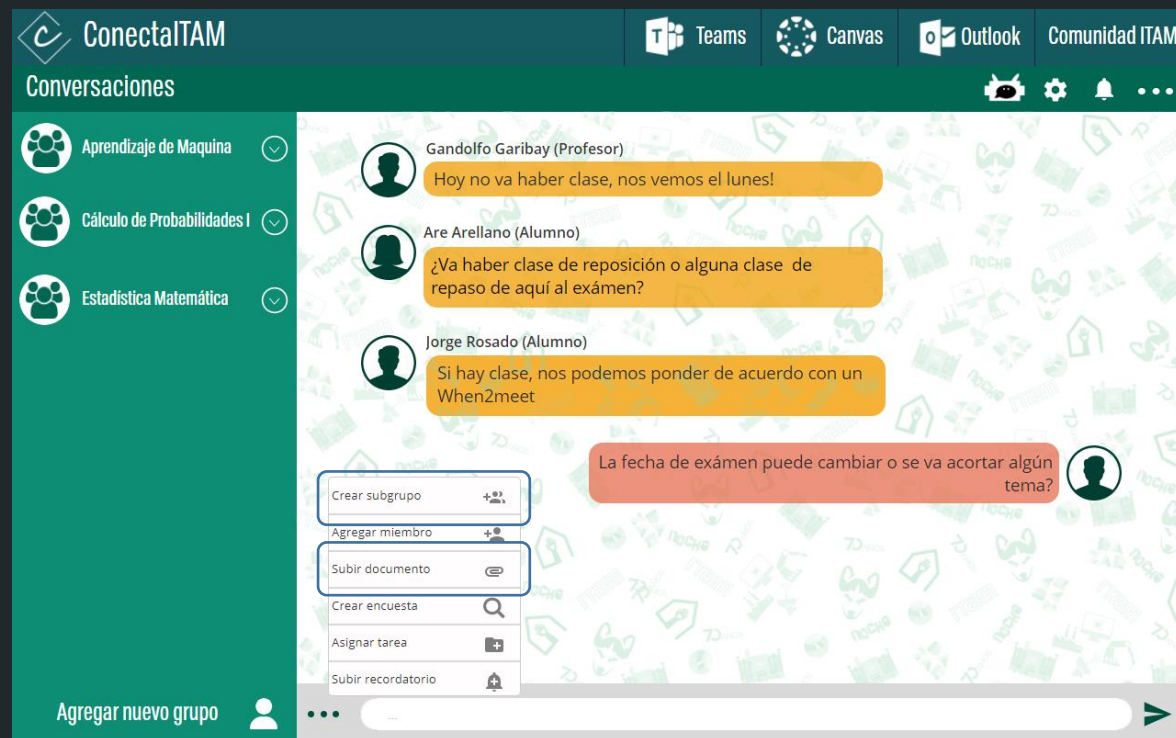 ConectaITAM
Teams
Canvas
Outlook
Comunidad ITAM
Conversaciones
Aprendizaje de Maquina
Cálculo de Probabilidades I
Estadística Matemática
Agregar nuevo grupo
Gandolfo Garibay (Profesor)
Hoy no va haber clase, nos vemos el lunes!
Are Arellano (Alumno)
¿Va haber clase de reposición o alguna clase de
repaso de aquí al exámen?
Jorge Rosado (Alumno)
Si hay clase, nos podemos ponder de acuerdo con un
When2meet
La fecha de exámen puede cambiar o se va acortar algún
tema?
Crear subgrupo
Agregar miembro
Subir documento
Crear encuesta
Asignar tarea
Subir recordatorio
...